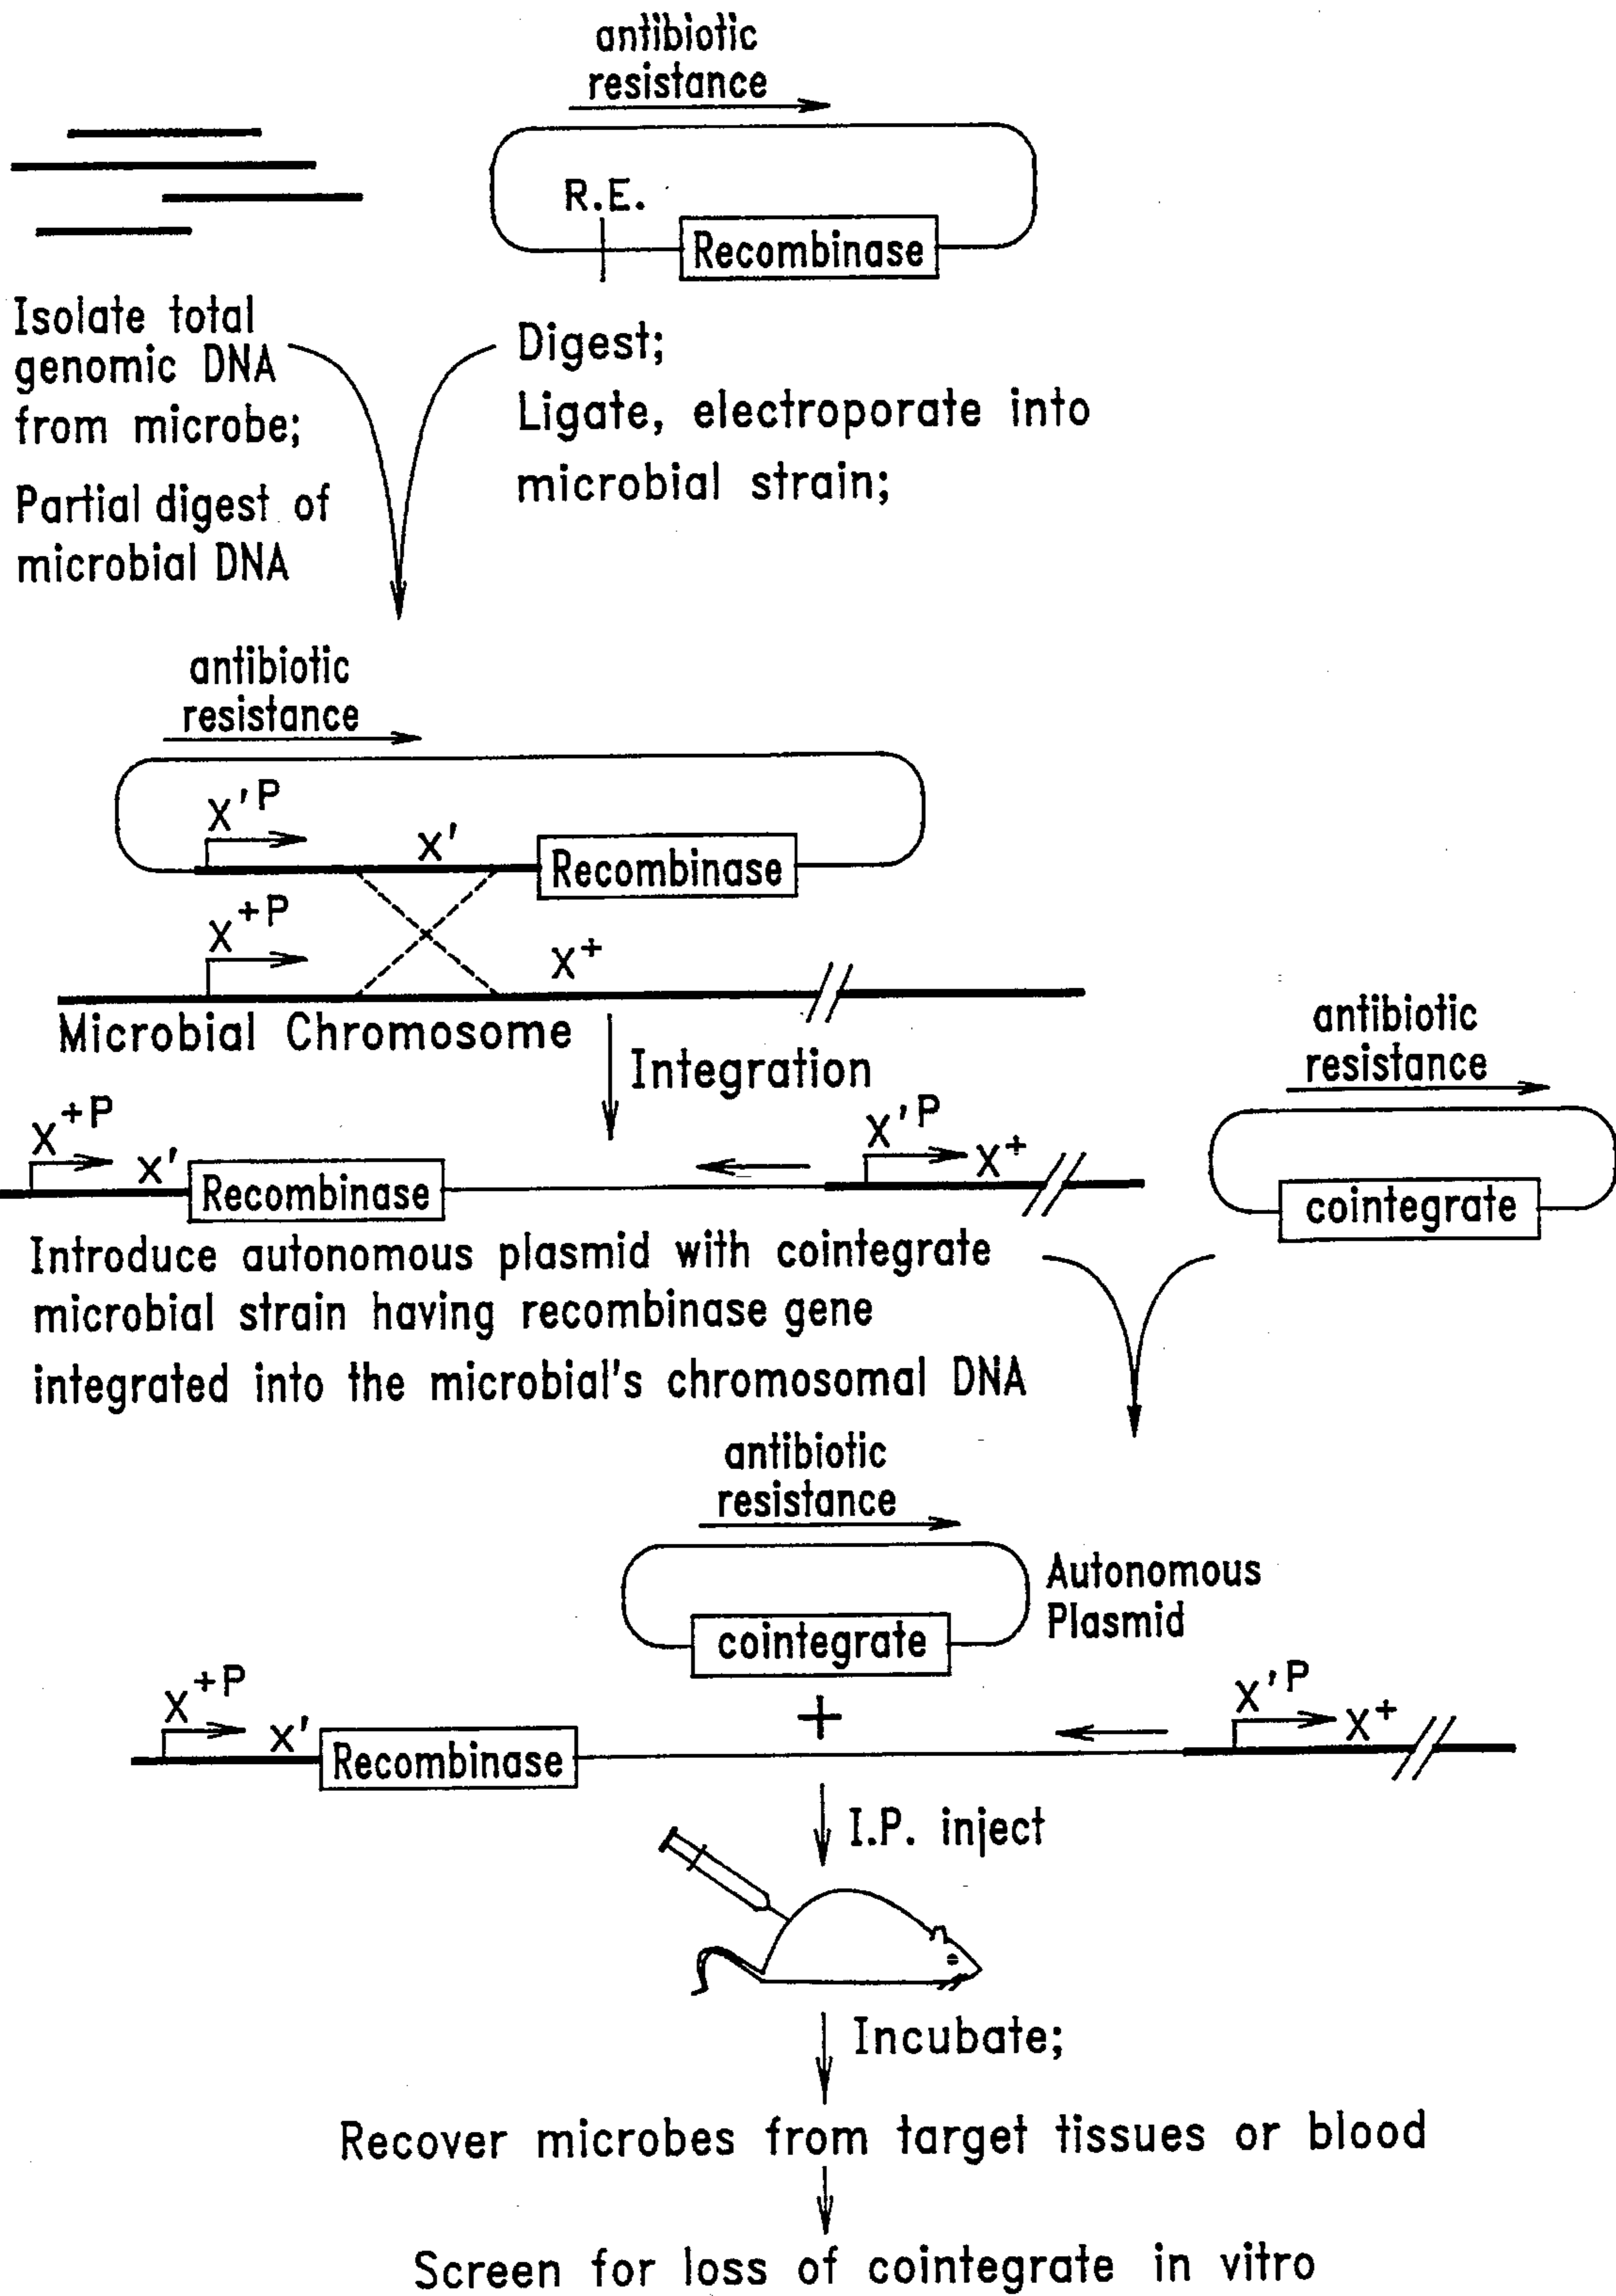 antibiotic
resistance
R.E.
Recombinase
Isolate total
genomic DNA
from microbe;
Partial digest of
microbial DNA
Digest;
Ligate, electroporate into
microbial strain;
antibiotic
resistance
X'P
X'
Recombinase
X+P
X+
Microbial Chromosome
Integration
antibiotic
resistance
X+P
X'
Recombinase
X'P
X+
cointegrate
Introduce autonomous plasmid with cointegrate
microbial strain having recombinase gene
integrated into the microbial's chromosomal DNA
antibiotic
resistance
Autonomous
Plasmid
cointegrate
X+P
X'
Recombinase
+
X'P
X+
I.P. inject
Incubate;
Recover microbes from target tissues or blood
Screen for loss of cointegrate in vitro